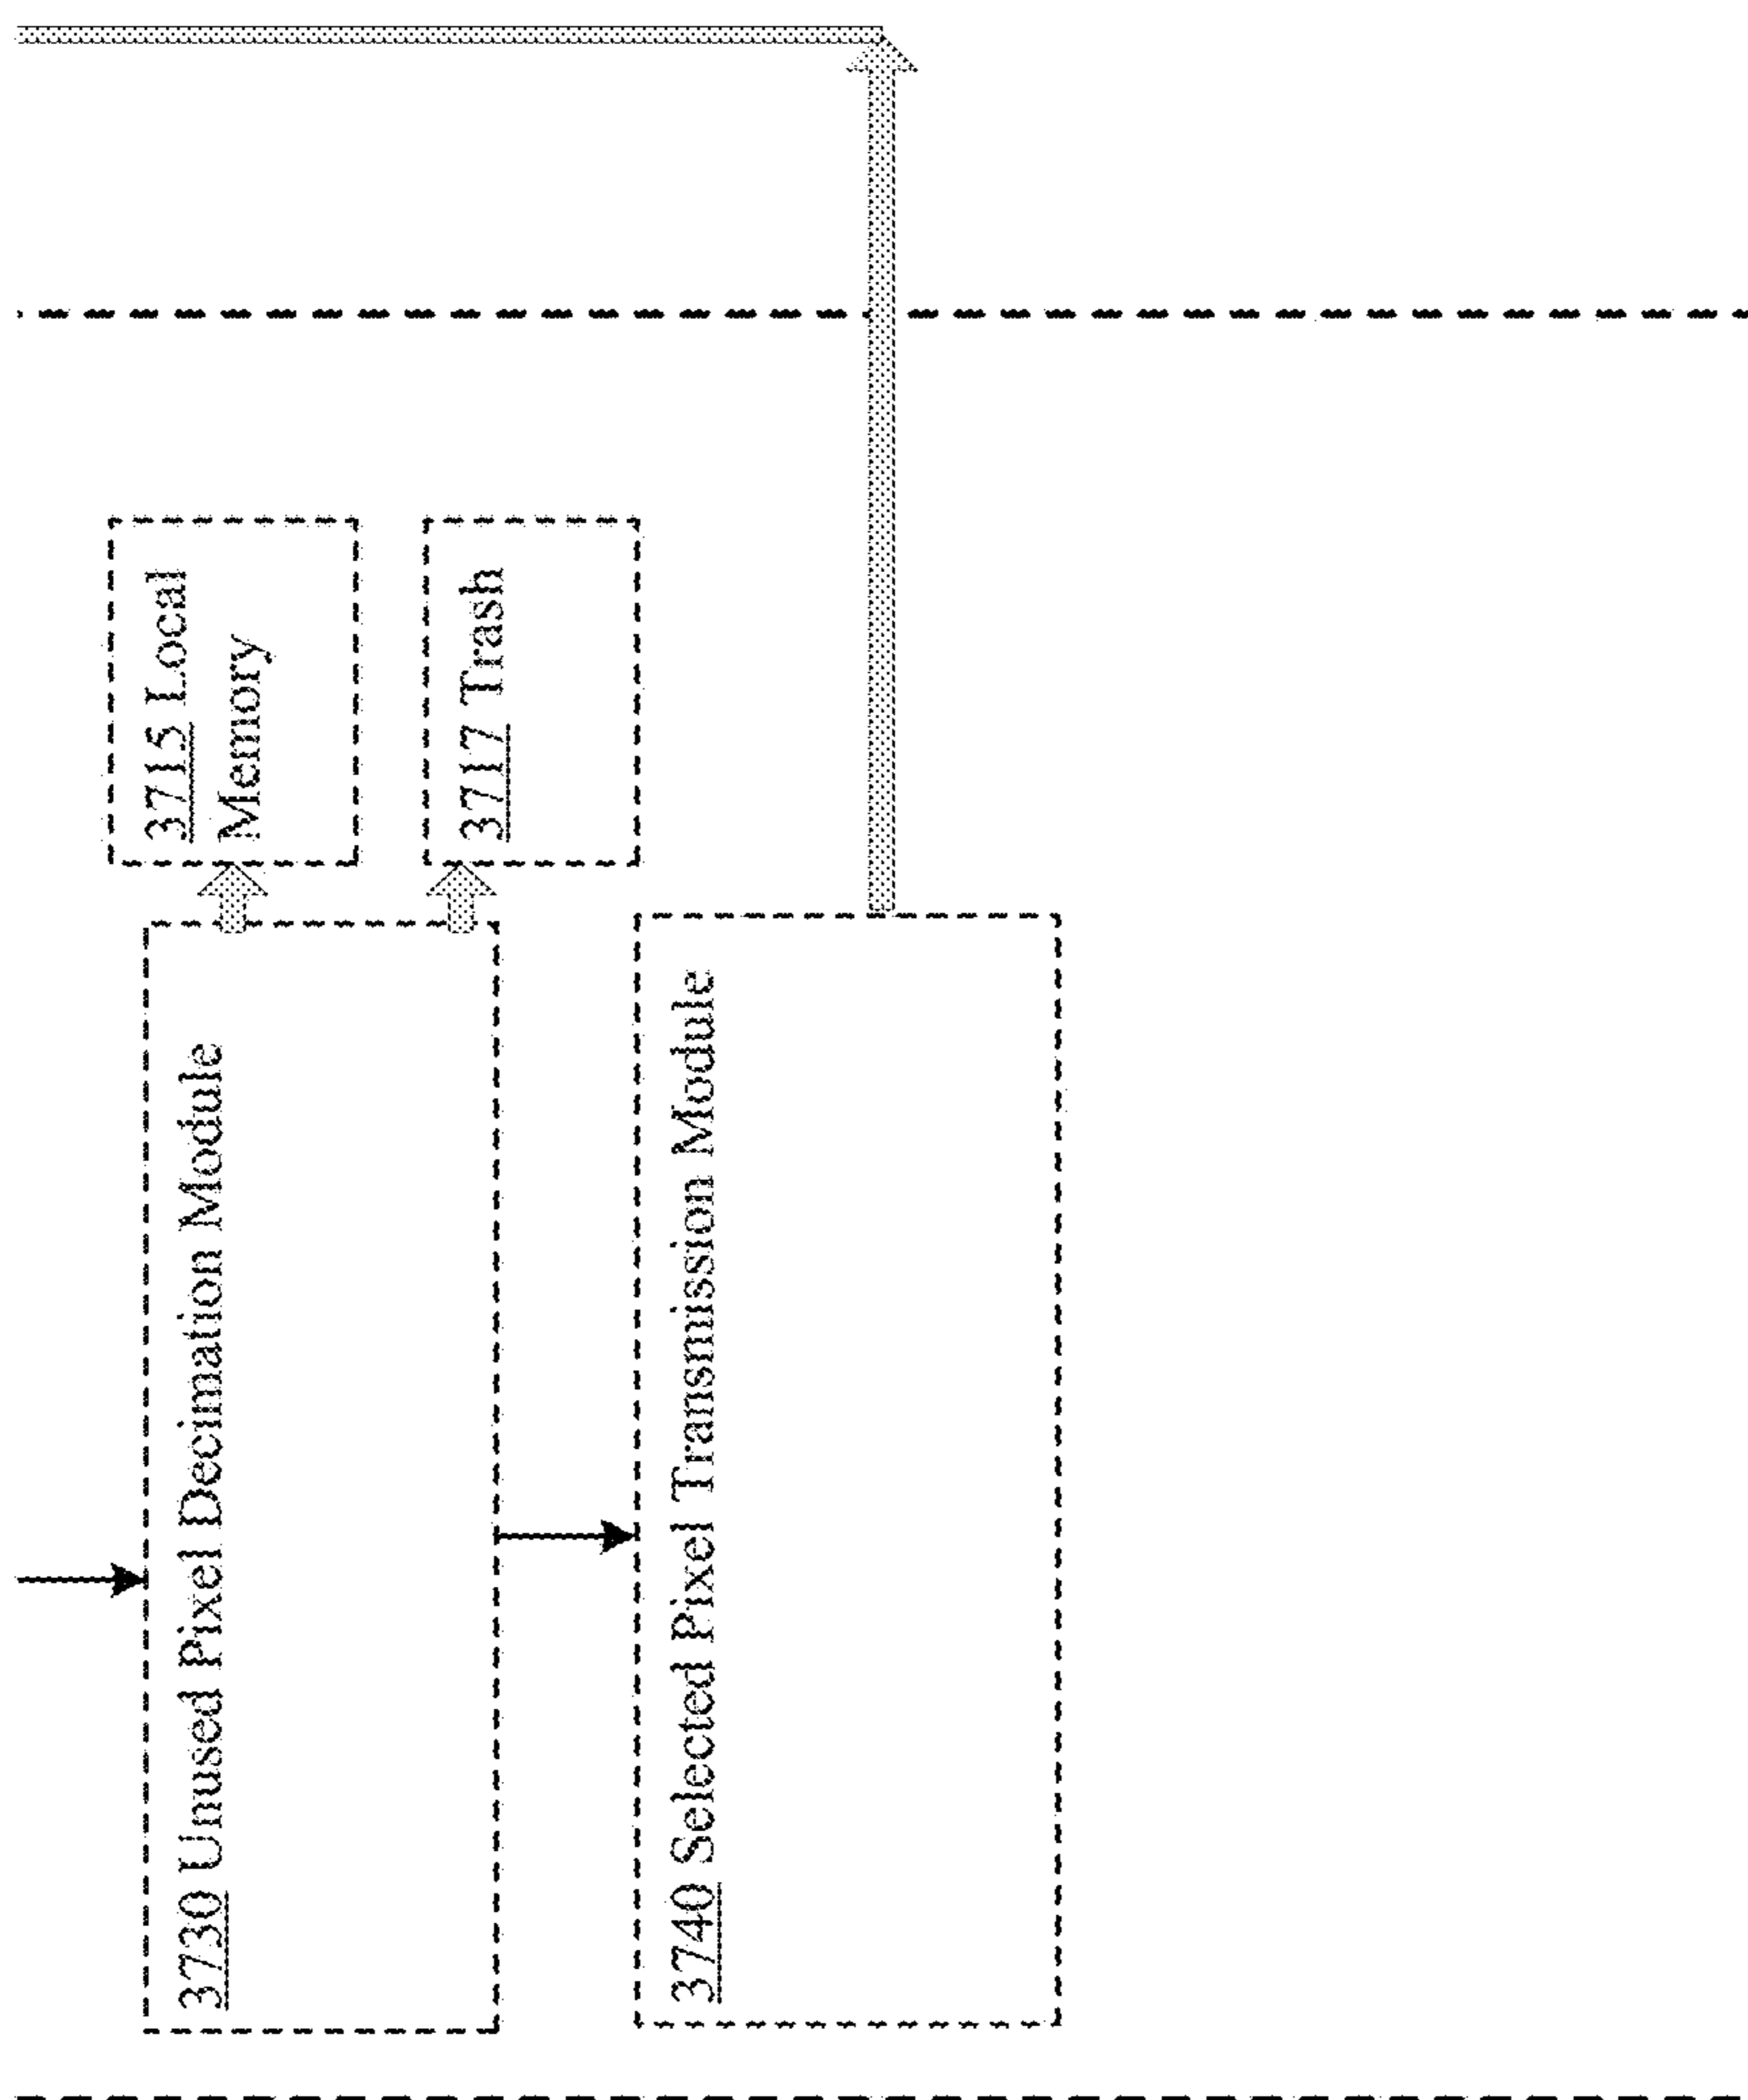 3715 Local
Memory
3717 Trash
3730 Unused Pixel Decimation Module
3740 Selected Pixel Transmission Module